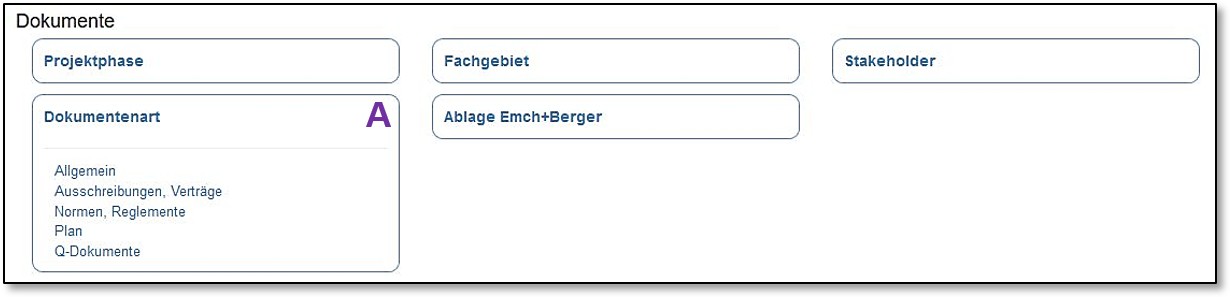 Dokumente
Projektphase
Fachgebiet
Stakeholder
Dokumentenart
A
Ablage Emch+Berger
Allgemein
Ausschreibungen, Verträge
Normen, Reglemente
Plan
Q-Dokumente